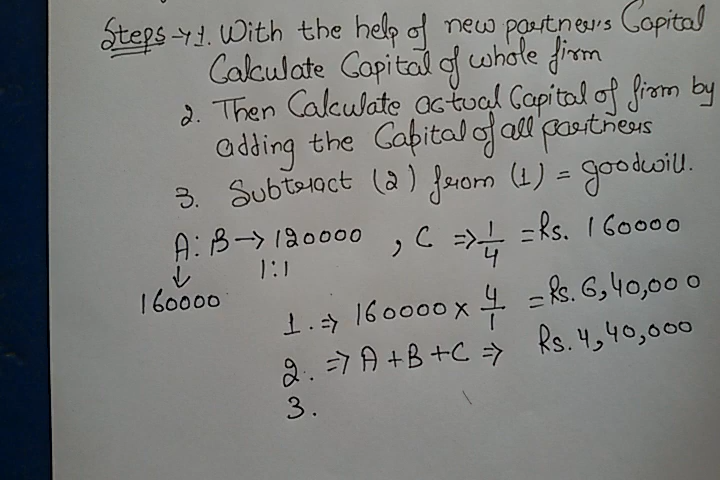 Steps → 1. With the help of new partner's Capital
Calculate Capital of whole firm
2. Then Calculate actual Capital of firm by
adding the Capital of all partners
3. Subtract (2) from (1) = goodwill.
A : B → 120000 , C ⇒ 1/4 = Rs. 160000
↓ 1:1
160000
1. ⇒ 160000 × 4/1 = Rs. 6,40,000
2. ⇒ A + B + C ⇒ Rs. 4,40,000
3.